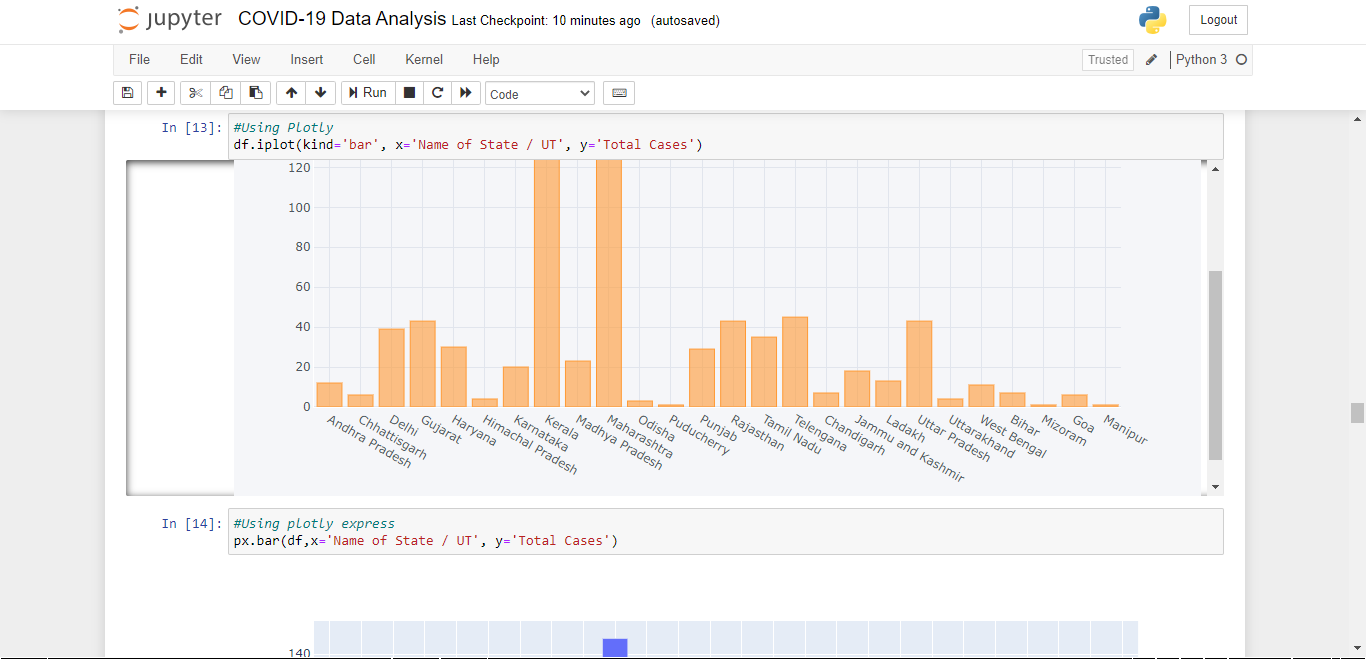 jupyter COVID-19 Data Analysis Last Checkpoint: 10 minutes ago (autosaved) Logout
File Edit View Insert Cell Kernel Help Trusted Python 3
Run Code
In [13]: #Using Plotly
df.iplot(kind='bar', x='Name of State / UT', y='Total Cases')
120
100
80
60
40
20
0
Andhra Pradesh
Chhattisgarh
Delhi
Gujarat
Haryana
Himachal Pradesh
Karnataka
Kerala
Madhya Pradesh
Maharashtra
Odisha
Puducherry
Punjab
Rajasthan
Tamil Nadu
Telengana
Chandigarh
Jammu and Kashmir
Ladakh
Uttar Pradesh
Uttarakhand
West Bengal
Bihar
Mizoram
Goa
Manipur
In [14]: #Using plotly express
px.bar(df,x='Name of State / UT', y='Total Cases')
140